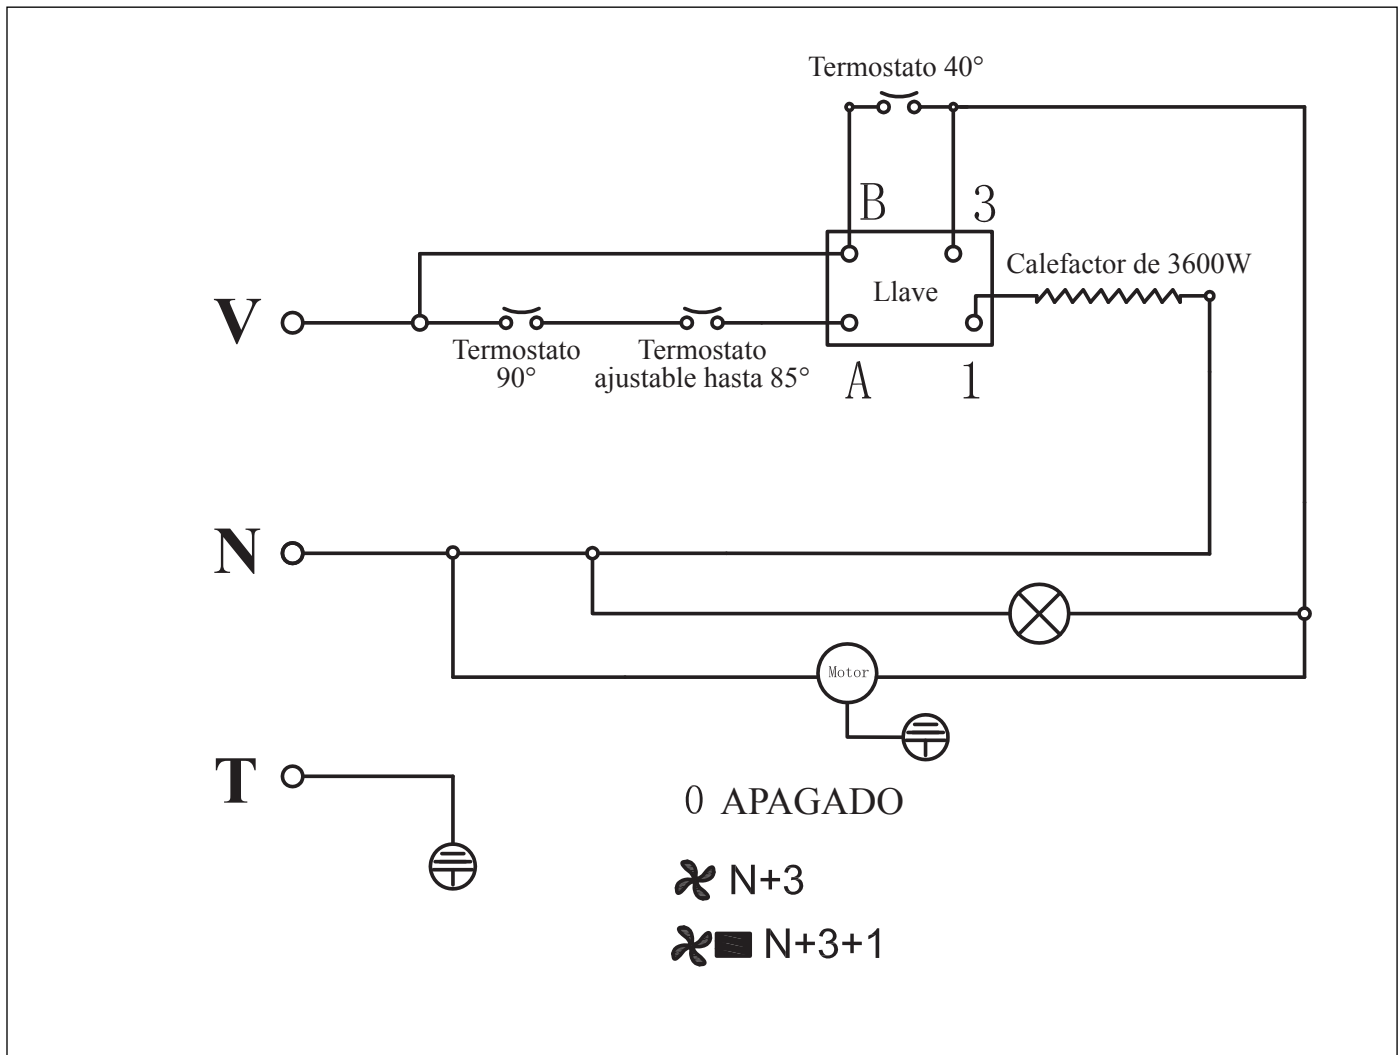 Termostato 40°
B 3
Calefactor de 3600W
Llave
V
Termostato
90°
Termostato
ajustable hasta 85°
A 1
N
Motor
T
0 APAGADO
N+3
N+3+1